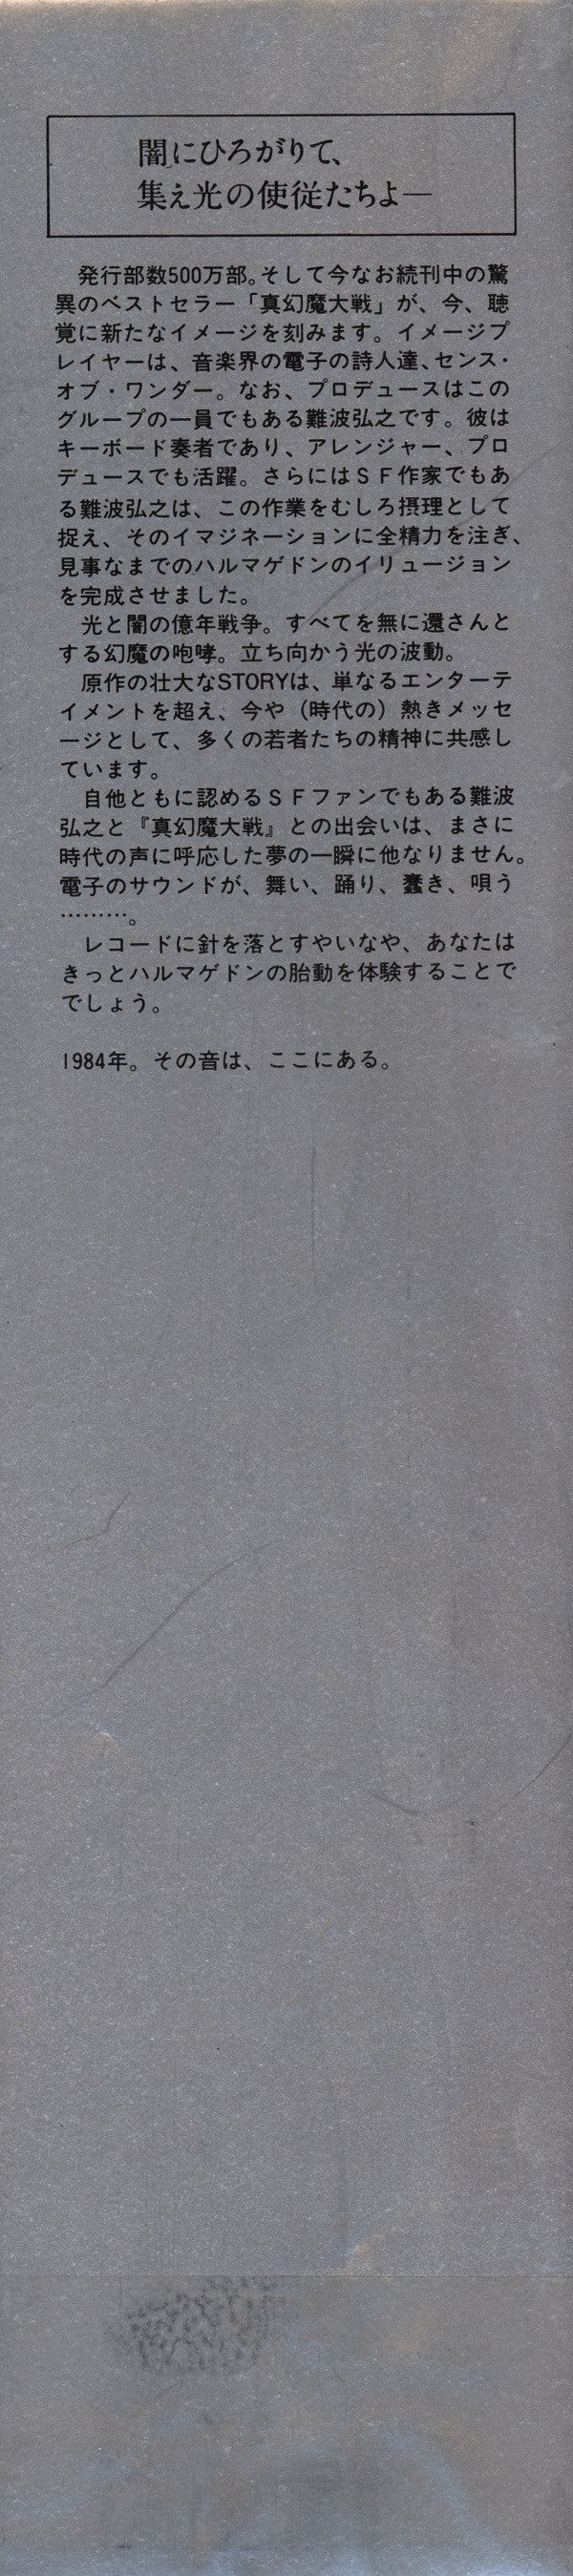 闇にひろがりて、
集え光の使従たちよ―
発行部数500万部。そして今なお続刊中の驚
異のベストセラー「真幻魔大戦」が、今、聴
覚に新たなイメージを刻みます。イメージプ
レイヤーは、音楽界の電子の詩人達、センス・
オブ・ワンダー。なお、プロデュースはこの
グループの一員でもある難波弘之です。彼は
キーボード奏者であり、アレンジャー、プロ
デュースでも活躍。さらにはＳＦ作家でもあ
る難波弘之は、この作業をむしろ摂理として
捉え、そのイマジネーションに全精力を注ぎ、
見事なまでのハルマゲドンのイリュージョン
を完成させました。
光と闇の億年戦争。すべてを無に還さんと
する幻魔の咆哮。立ち向かう光の波動。
原作の壮大なSTORYは、単なるエンターテ
イメントを超え、今や（時代の）熱きメッセ
ージとして、多くの若者たちの精神に共感し
ています。
自他ともに認めるＳＦファンでもある難波
弘之と『真幻魔大戦』との出会いは、まさに
時代の声に呼応した夢の一瞬に他なりません。
電子のサウンドが、舞い、踊り、蠢き、唄う
………。
レコードに針を落とすやいなや、あなたは
きっとハルマゲドンの胎動を体験することで
でしょう。
1984年。その音は、ここにある。